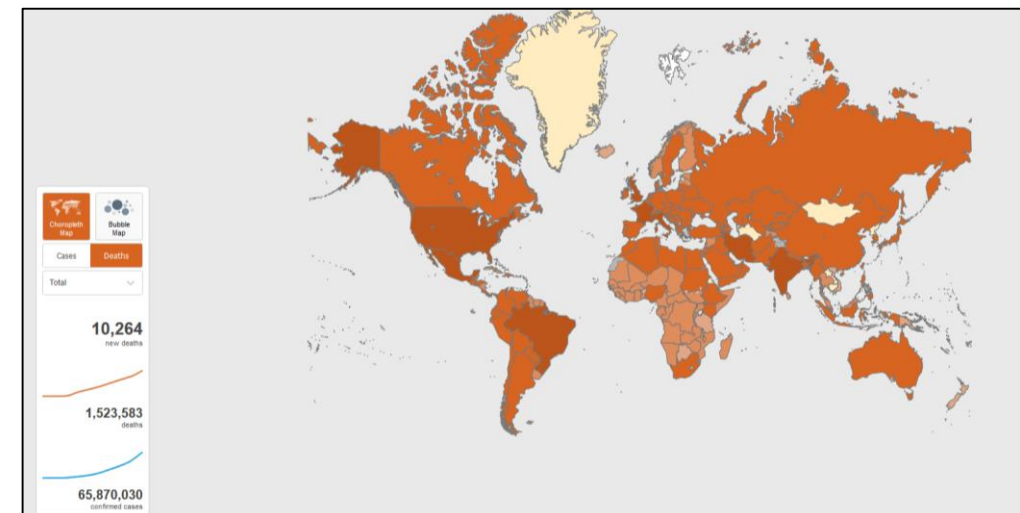 Choropleth
Map
Bubble
Map
Cases
Deaths
Total
10,264
new deaths
1,523,583
deaths
65,870,030
confirmed cases